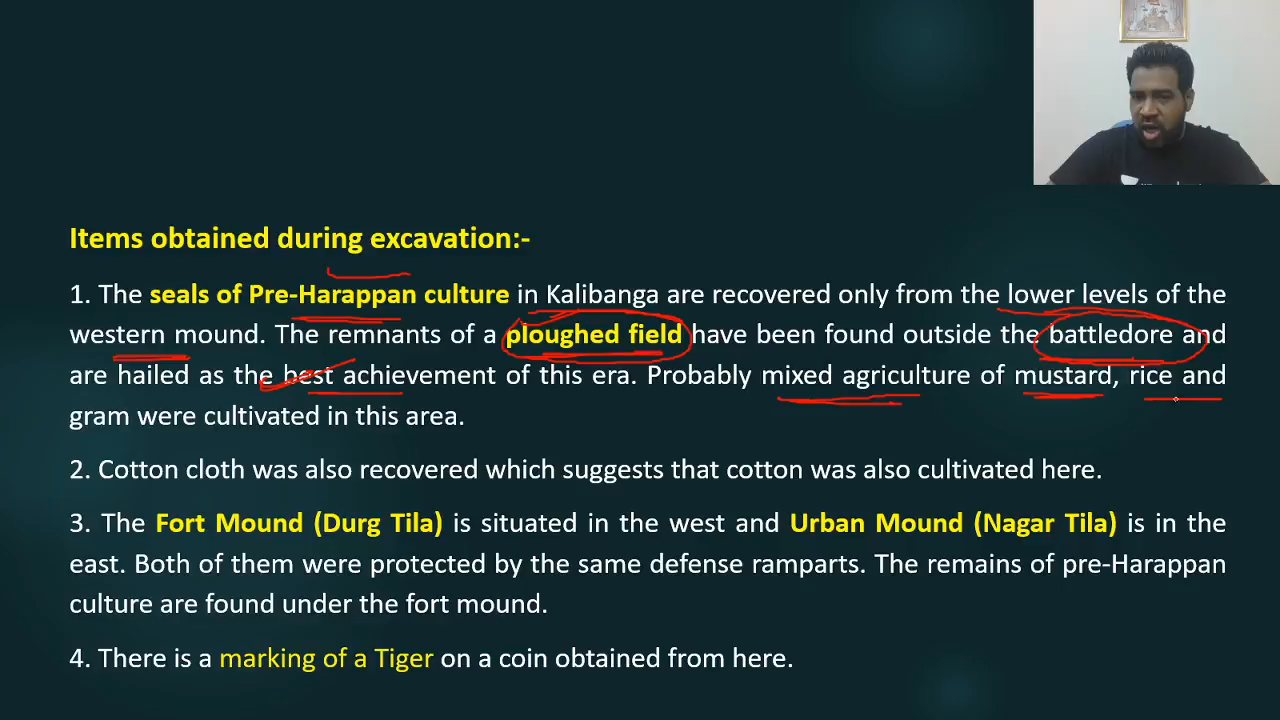 Items obtained during excavation:-
1. The seals of Pre-Harappan culture in Kalibanga are recovered only from the lower levels of the
western mound. The remnants of a ploughed field have been found outside the battledore and
are hailed as the best achievement of this era. Probably mixed agriculture of mustard, rice and
gram were cultivated in this area.
2. Cotton cloth was also recovered which suggests that cotton was also cultivated here.
3. The Fort Mound (Durg Tila) is situated in the west and Urban Mound (Nagar Tila) is in the
east. Both of them were protected by the same defense ramparts. The remains of pre-Harappan
culture are found under the fort mound.
4. There is a marking of a Tiger on a coin obtained from here.